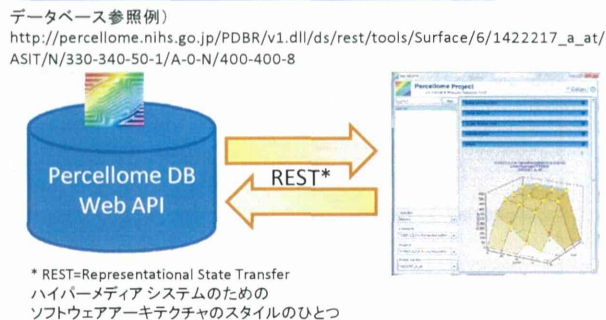 データベース参照例）
http://percellome.nihs.go.jp/PDBR/v1.dll/ds/rest/tools/Surface/6/1422217_a_at/
ASIT/N/330-340-50-1/A-0-N/400-400-8
Percellome Project
Percellome DB
Web API
REST*
* REST=Representational State Transfer
ハイパーメディア システムのための
ソフトウェアアーキテクチャのスタイルのひとつ